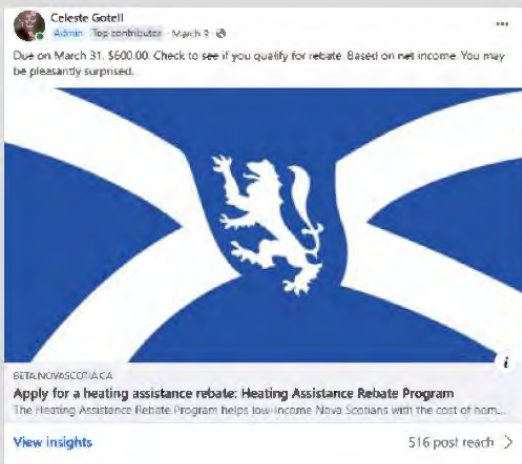 Celeste Gotell
Admin Top contributor · March 9 ·
Due on March 31. $600.00. Check to see if you qualify for rebate. Based on net income. You may
be pleasantly surprised.
BETA.NOVASCOTIA.CA
Apply for a heating assistance rebate: Heating Assistance Rebate Program
The Heating Assistance Rebate Program helps low-income Nova Scotians with the cost of hom...
View insights
516 post reach